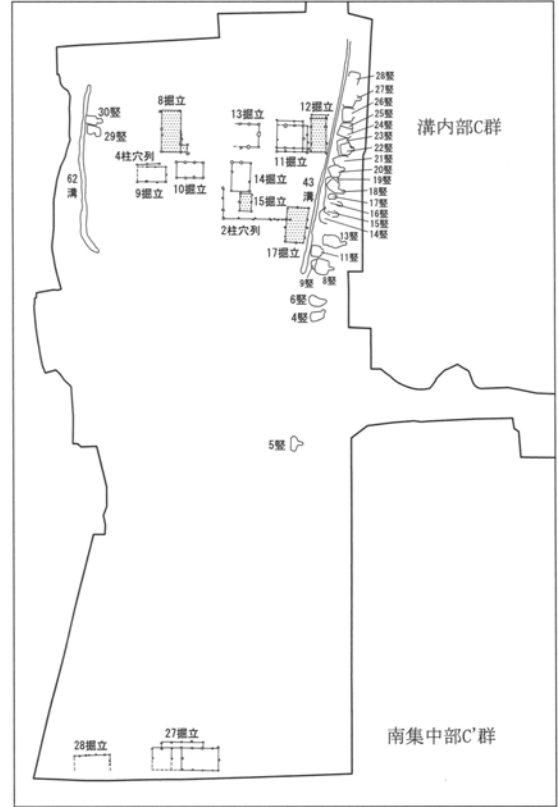 28竪
27竪
26竪
25竪
24竪
23竪
22竪
21竪
20竪
19竪
18竪
17竪
16竪
15竪
14竪
溝内部C群
30竪
29竪
8掘立
13掘立
12掘立
11掘立
4柱穴列
9掘立
10掘立
14掘立
15掘立
43
溝
62
溝
2柱穴列
17掘立
13竪
11竪
9竪
8竪
6竪
4竪
5竪
27掘立
28掘立
南集中部C'群